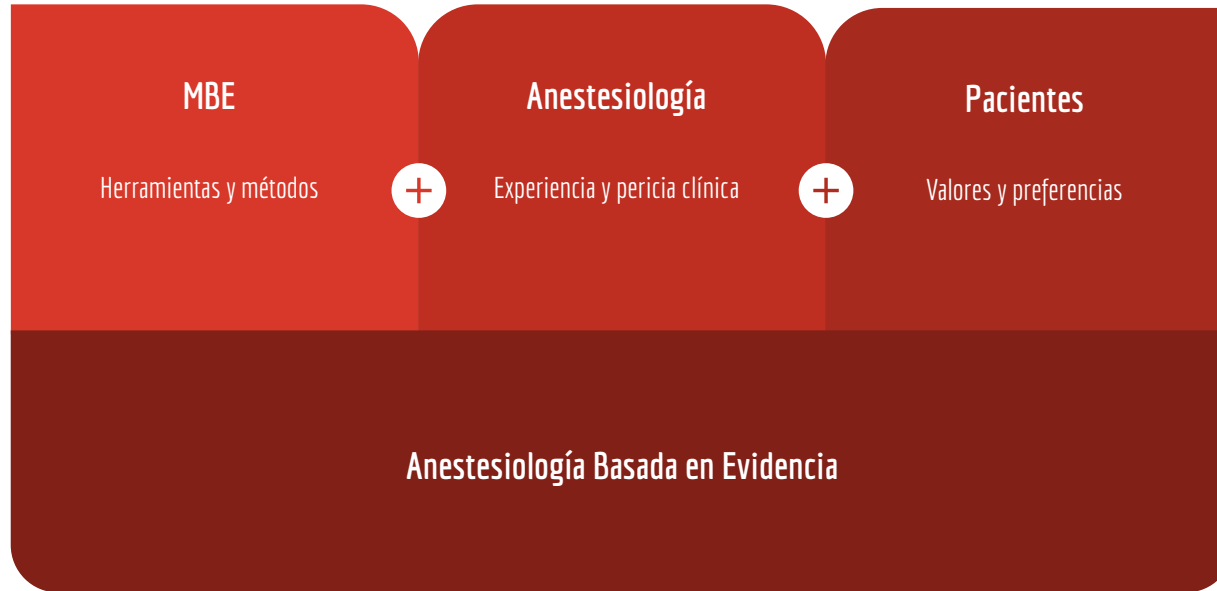 MBE
Anestesiología
Pacientes
Herramientas y métodos
+
Experiencia y pericia clínica
+
Valores y preferencias
Anestesiología Basada en Evidencia